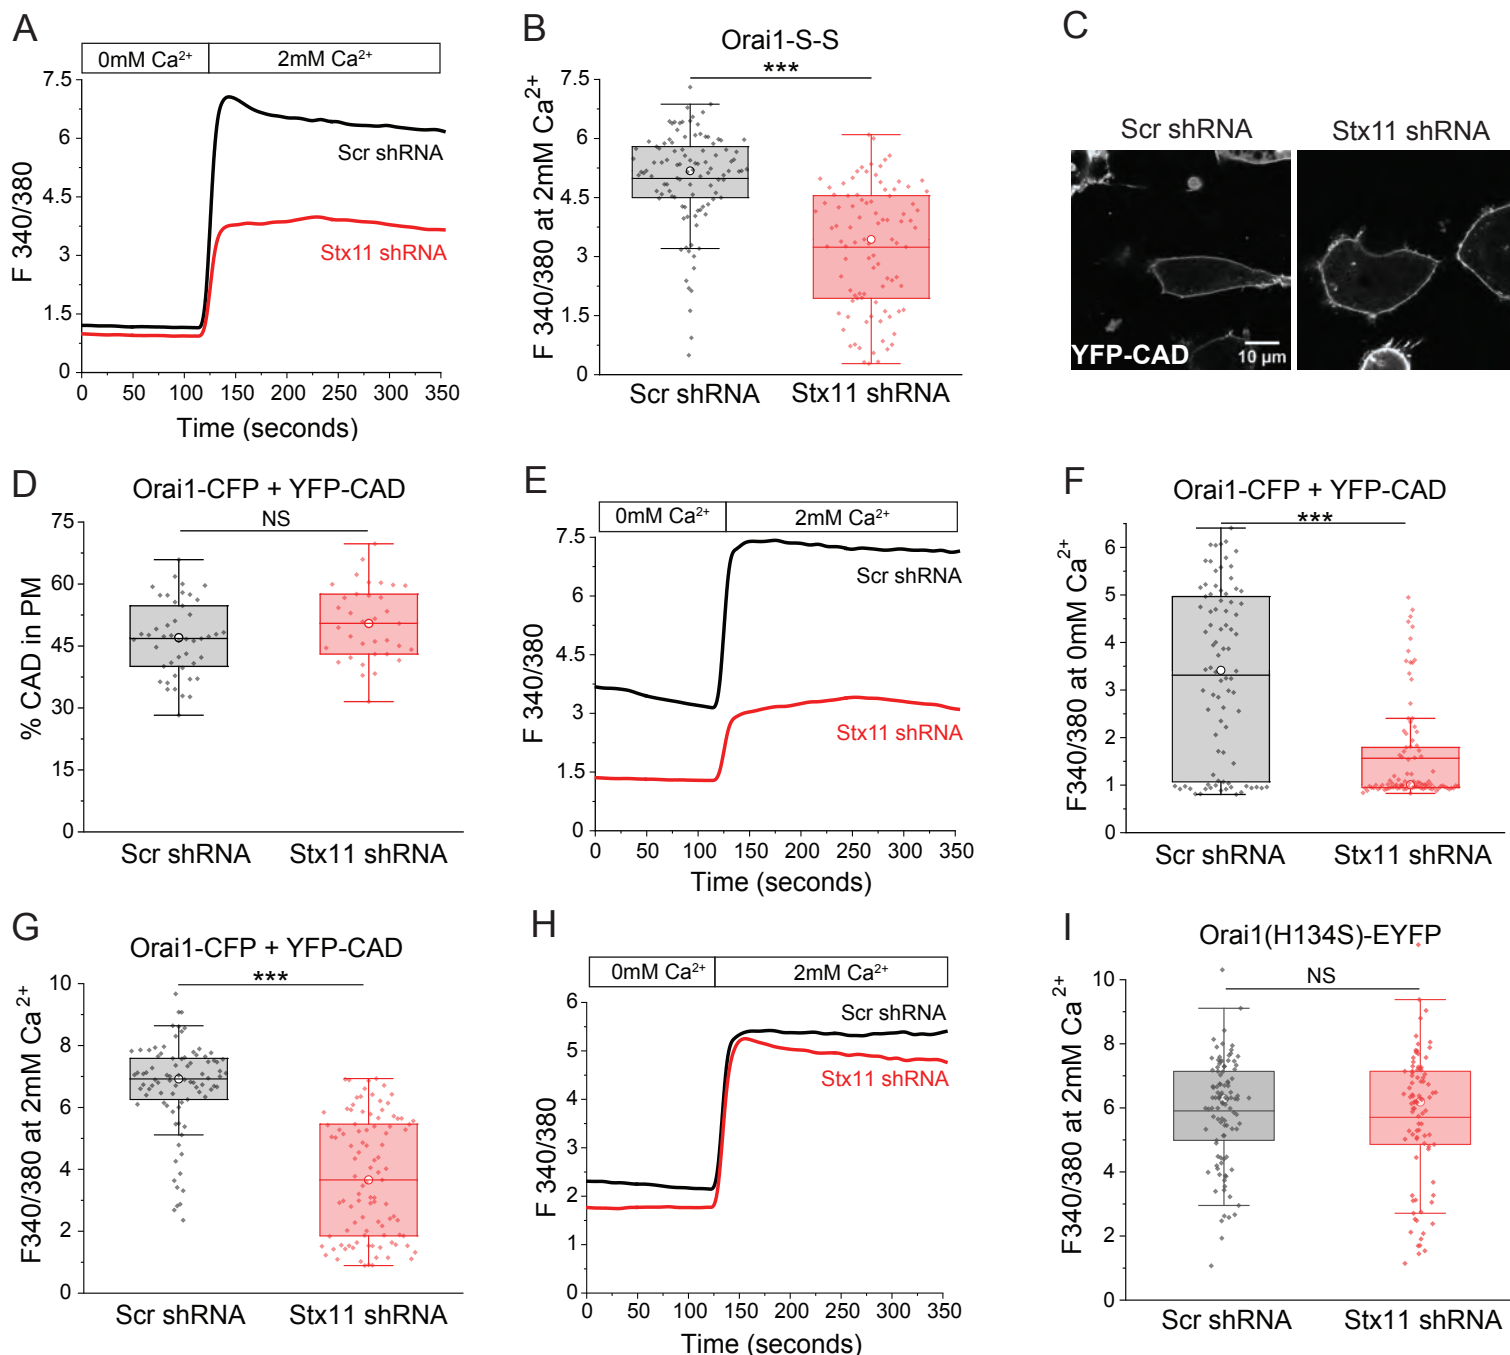 A
0mM Ca²⁺
2mM Ca²⁺
7.5
6
4.5
3
1.5
0
F 340/380
Scr shRNA
Stx11 shRNA
0
50
100
150
200
250
300
350
Time (seconds)
B
Orai1-S-S
***
F 340/380 at 2mM Ca²⁺
7.5
6
4.5
3
1.5
0
Scr shRNA
Stx11 shRNA
C
Scr shRNA
Stx11 shRNA
YFP-CAD
10 µm
D
Orai1-CFP + YFP-CAD
NS
% CAD in PM
75
60
45
30
15
0
Scr shRNA
Stx11 shRNA
E
0mM Ca²⁺
2mM Ca²⁺
7.5
6
4.5
3
1.5
0
F 340/380
Scr shRNA
Stx11 shRNA
0
50
100
150
200
250
300
350
Time (seconds)
F
Orai1-CFP + YFP-CAD
***
F340/380 at 0mM Ca²⁺
6
5
4
3
2
1
0
Scr shRNA
Stx11 shRNA
G
Orai1-CFP + YFP-CAD
***
F340/380 at 2mM Ca²⁺
10
8
6
4
2
0
Scr shRNA
Stx11 shRNA
H
0mM Ca²⁺
2mM Ca²⁺
6
5
4
3
2
1
0
F 340/380
Scr shRNA
Stx11 shRNA
0
50
100
150
200
250
300
350
Time (seconds)
I
Orai1(H134S)-EYFP
NS
F340/380 at 2mM Ca²⁺
10
8
6
4
2
0
Scr shRNA
Stx11 shRNA